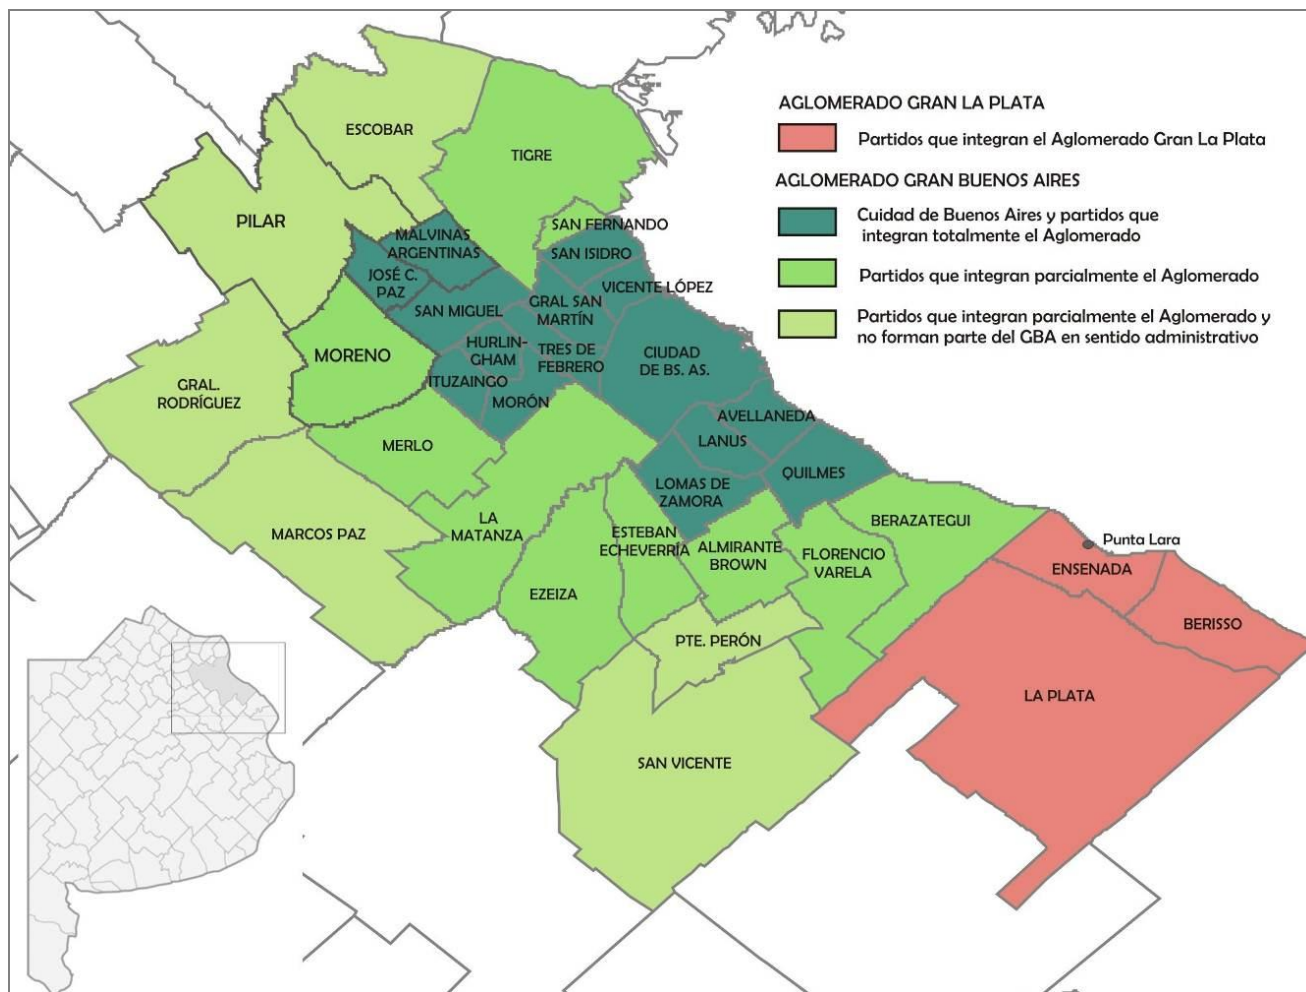 AGLOMERADO GRAN LA PLATA
Partidos que integran el Aglomerado Gran La Plata
AGLOMERADO GRAN BUENOS AIRES
Cuidad de Buenos Aires y partidos que
integran totalmente el Aglomerado
Partidos que integran parcialmente el Aglomerado
Partidos que integran parcialmente el Aglomerado y
no forman parte del GBA en sentido administrativo
ESCOBAR
TIGRE
PILAR
SAN FERNANDO
MALVINAS
ARGENTINAS
SAN ISIDRO
JOSÉ C.
PAZ
VICENTE LÓPEZ
SAN MIGUEL
GRAL SAN
MARTÍN
MORENO
HURLIN-
GHAM
TRES DE
FEBRERO
CIUDAD
DE BS. AS.
GRAL.
RODRÍGUEZ
ITUZAINGO
MORÓN
AVELLANEDA
MERLO
LANUS
QUILMES
LOMAS DE
ZAMORA
MARCOS PAZ
LA
MATANZA
ESTEBAN
ECHEVERRÍA
ALMIRANTE
BROWN
FLORENCIO
VARELA
BERAZATEGUI
Punta Lara
ENSENADA
EZEIZA
BERISSO
PTE. PERÓN
LA PLATA
SAN VICENTE